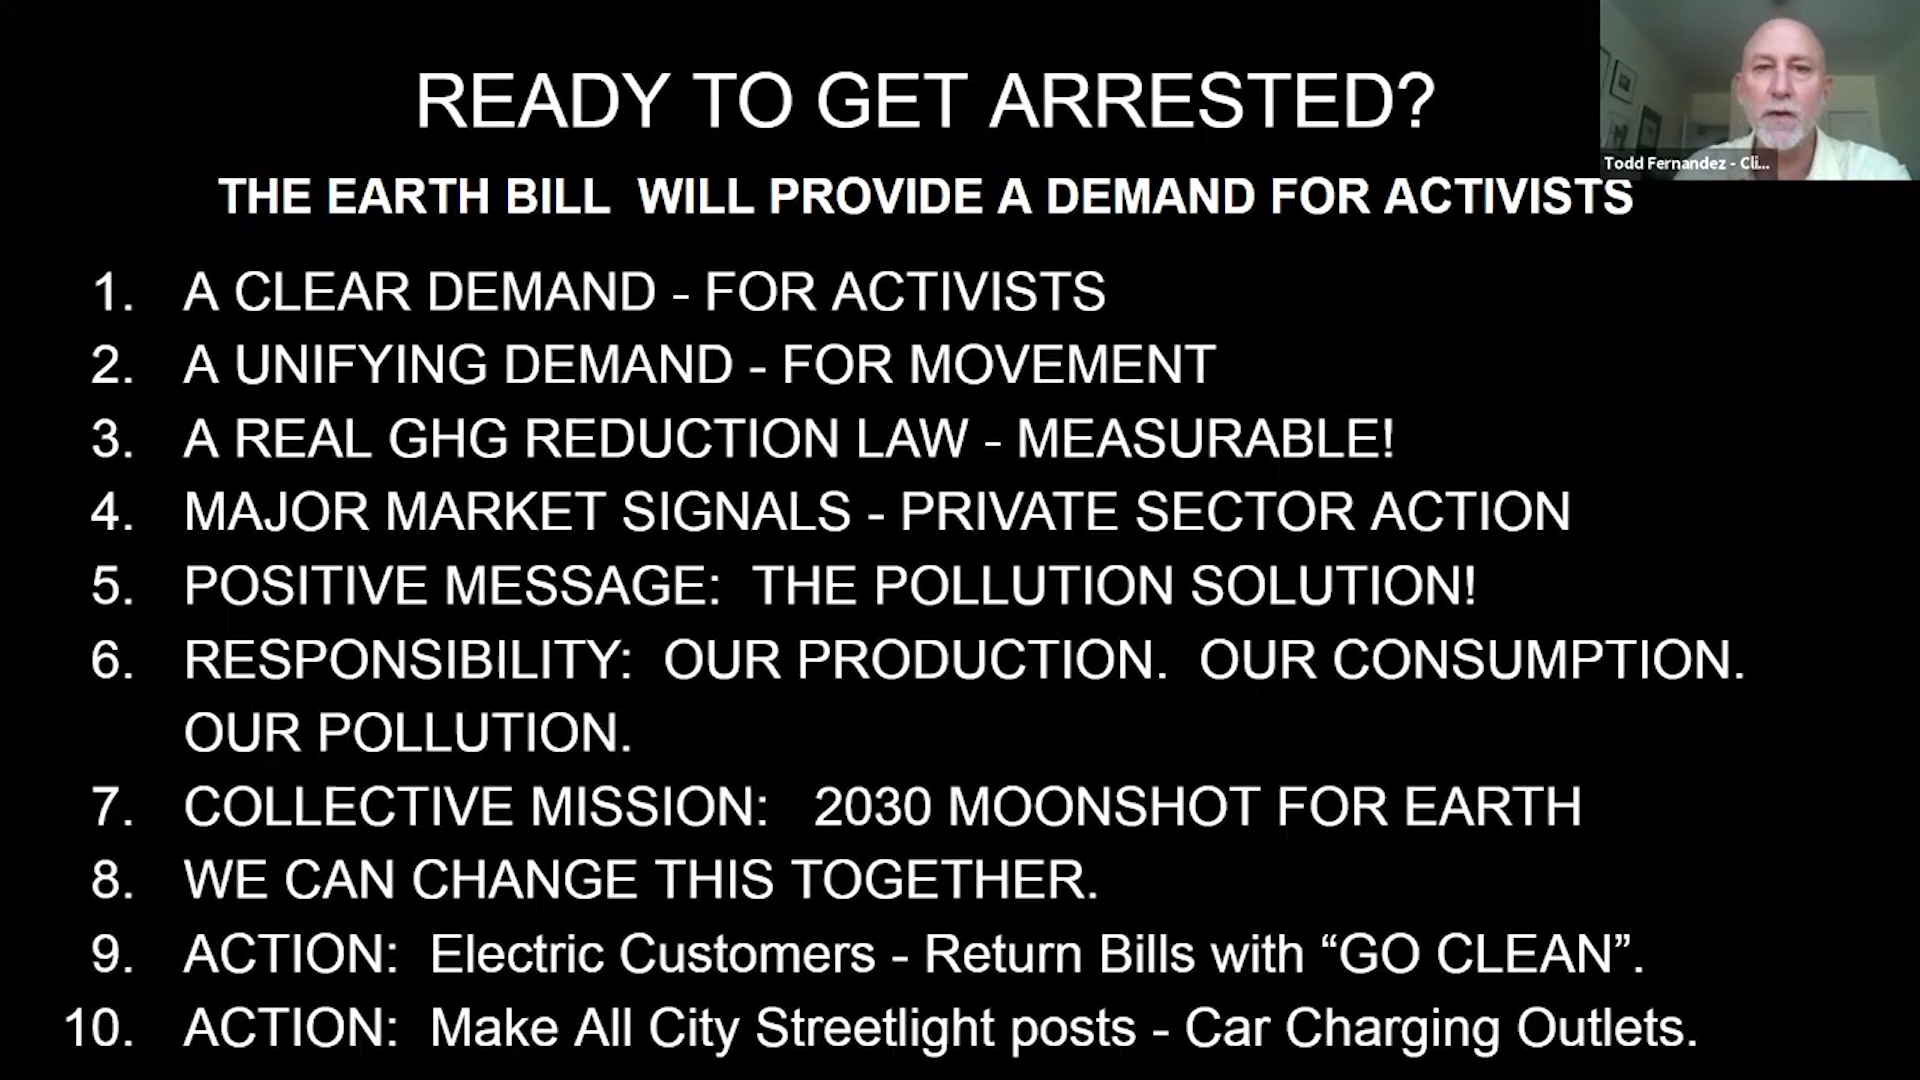 READY TO GET ARRESTED?
Todd Fernandez - Cli...
THE EARTH BILL WILL PROVIDE A DEMAND FOR ACTIVISTS
1. A CLEAR DEMAND - FOR ACTIVISTS
2. A UNIFYING DEMAND - FOR MOVEMENT
3. A REAL GHG REDUCTION LAW - MEASURABLE!
4. MAJOR MARKET SIGNALS - PRIVATE SECTOR ACTION
5. POSITIVE MESSAGE: THE POLLUTION SOLUTION!
6. RESPONSIBILITY: OUR PRODUCTION. OUR CONSUMPTION.
OUR POLLUTION.
7. COLLECTIVE MISSION: 2030 MOONSHOT FOR EARTH
8. WE CAN CHANGE THIS TOGETHER.
9. ACTION: Electric Customers - Return Bills with “GO CLEAN”.
10. ACTION: Make All City Streetlight posts - Car Charging Outlets.